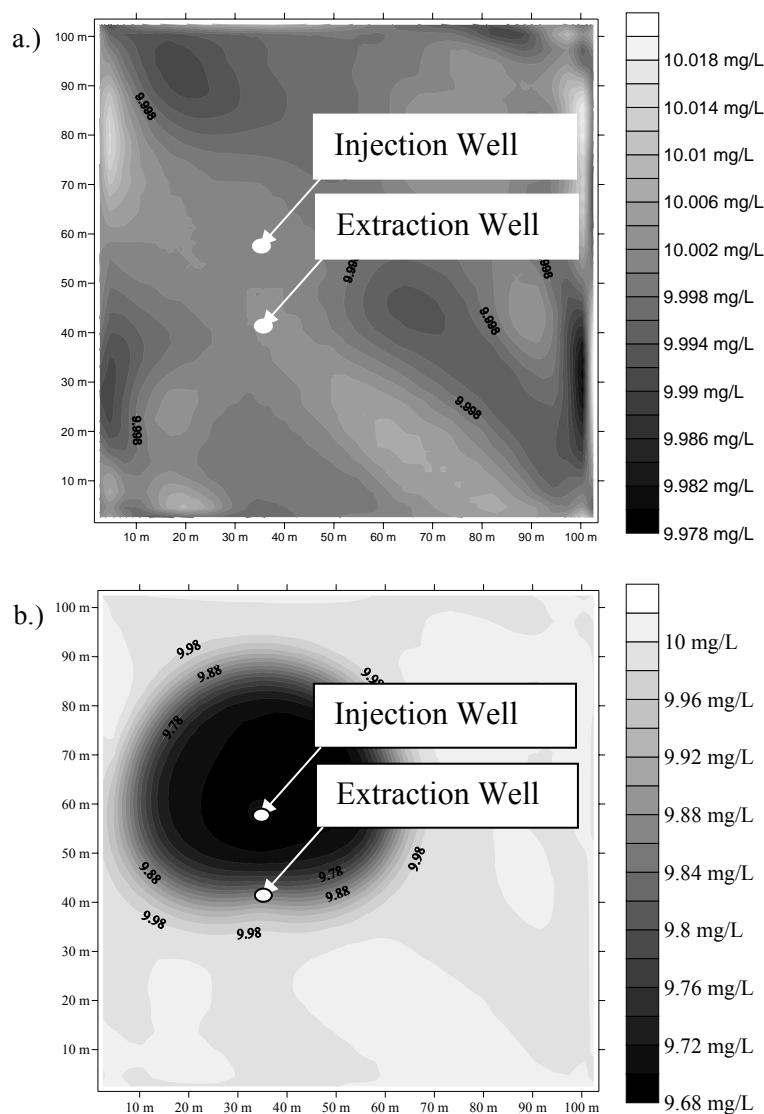 a.)
100 m
90 m
80 m
70 m
60 m
50 m
40 m
30 m
20 m
10 m
10 m 20 m 30 m 40 m 50 m 60 m 70 m 80 m 90 m 100 m
9.998
Injection Well
Extraction Well
9.998
9.998
9.998
9.998
10.018 mg/L
10.014 mg/L
10.01 mg/L
10.006 mg/L
10.002 mg/L
9.998 mg/L
9.994 mg/L
9.99 mg/L
9.986 mg/L
9.982 mg/L
9.978 mg/L
b.)
100 m
90 m
80 m
70 m
60 m
50 m
40 m
30 m
20 m
10 m
10 m 20 m 30 m 40 m 50 m 60 m 70 m 80 m 90 m 100 m
9.98
9.88
9.78
Injection Well
Extraction Well
9.98
9.78
9.88
9.88
9.98
9.98
10 mg/L
9.96 mg/L
9.92 mg/L
9.88 mg/L
9.84 mg/L
9.8 mg/L
9.76 mg/L
9.72 mg/L
9.68 mg/L